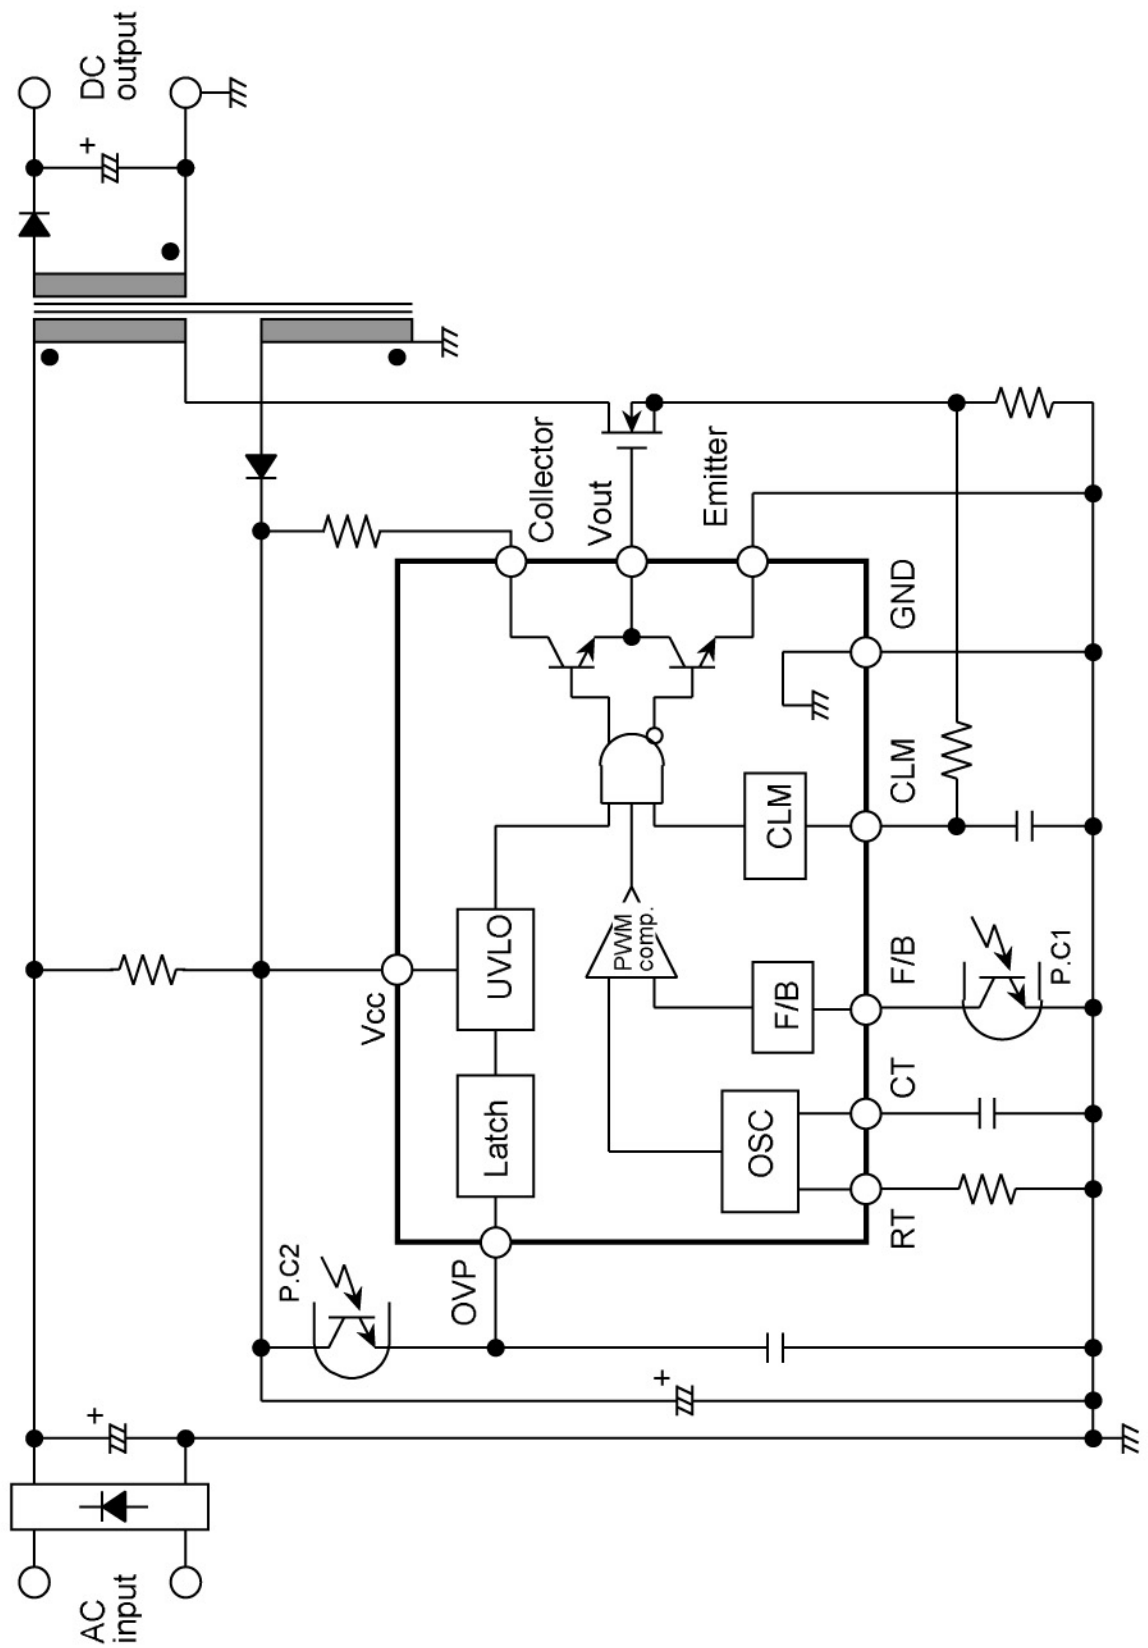 AC
input
+
P.C2
+
OVP
Vcc
Latch
UVLO
OSC
F/B
CLM
PWM
comp.
RT
CT
F/B
CLM
GND
P.C1
Collector
Vout
Emitter
+
DC
output